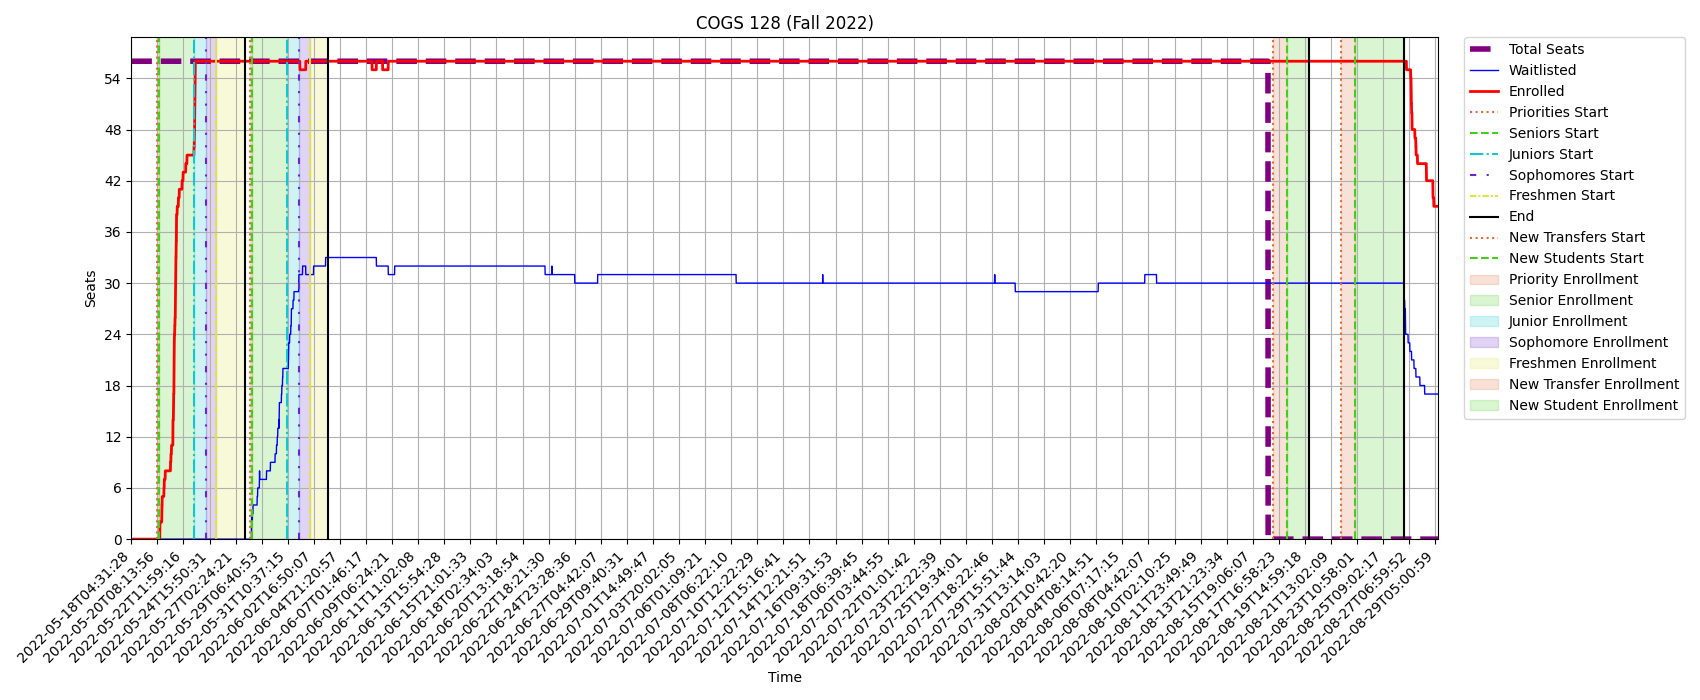 COGS 128 (Fall 2022)
Seats
54
48
42
36
30
24
18
12
6
0
2022-05-18T04:31:28
2022-05-20T08:13:56
2022-05-22T11:59:16
2022-05-24T15:50:31
2022-05-27T02:24:21
2022-05-29T06:40:53
2022-05-31T10:37:15
2022-06-02T16:50:07
2022-06-04T21:20:57
2022-06-07T01:46:17
2022-06-09T06:24:21
2022-06-11T11:02:08
2022-06-13T15:54:28
2022-06-15T21:01:33
2022-06-18T02:34:03
2022-06-20T13:18:54
2022-06-22T18:21:30
2022-06-24T23:28:36
2022-06-27T04:42:07
2022-06-29T09:40:31
2022-07-01T14:49:47
2022-07-03T20:02:05
2022-07-06T01:09:21
2022-07-08T06:22:10
2022-07-10T12:22:29
2022-07-12T15:16:41
2022-07-14T12:21:51
2022-07-16T09:31:53
2022-07-18T06:39:45
2022-07-20T03:44:55
2022-07-22T01:01:42
2022-07-23T22:22:39
2022-07-25T19:34:01
2022-07-27T18:22:46
2022-07-29T15:51:44
2022-07-31T13:14:03
2022-08-02T10:42:20
2022-08-04T08:14:51
2022-08-06T07:17:15
2022-08-08T04:42:07
2022-08-10T02:10:25
2022-08-11T23:49:49
2022-08-13T21:23:34
2022-08-15T19:06:07
2022-08-17T16:58:23
2022-08-19T14:59:18
2022-08-21T13:02:09
2022-08-23T10:58:01
2022-08-25T09:02:17
2022-08-27T06:59:52
2022-08-29T05:00:59
Time
Total Seats
Waitlisted
Enrolled
Priorities Start
Seniors Start
Juniors Start
Sophomores Start
Freshmen Start
End
New Transfers Start
New Students Start
Priority Enrollment
Senior Enrollment
Junior Enrollment
Sophomore Enrollment
Freshmen Enrollment
New Transfer Enrollment
New Student Enrollment